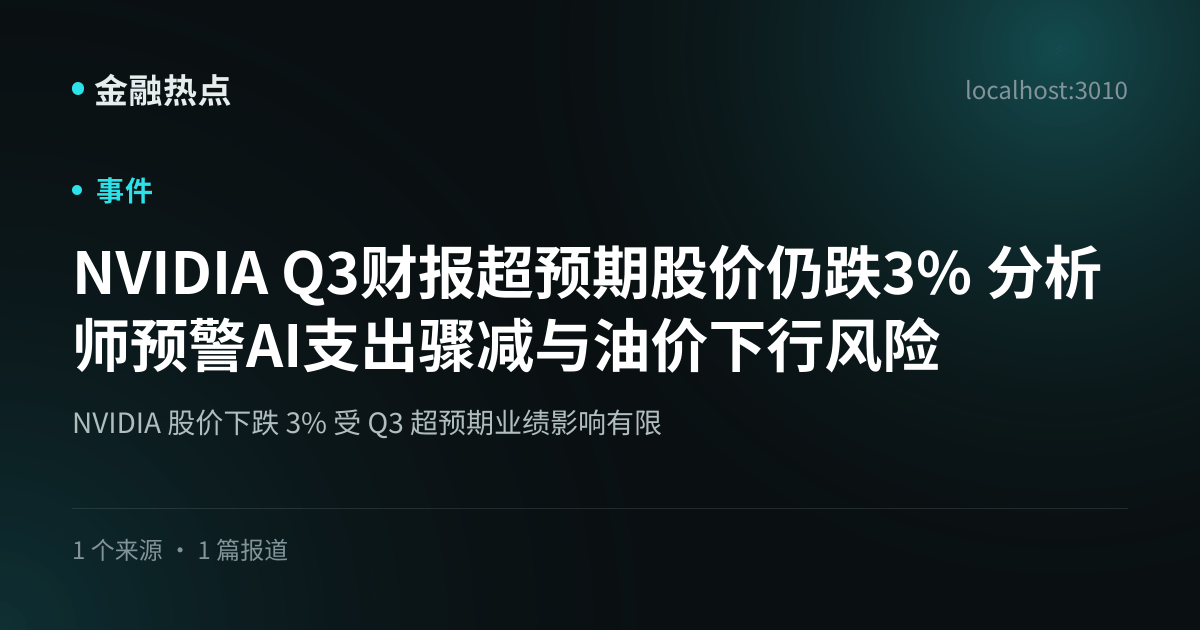 金融热点
localhost:3010
事件
NVIDIA Q3财报超预期股价仍跌3% 分析
师预警AI支出骤减与油价下行风险
NVIDIA 股价下跌 3% 受 Q3 超预期业绩影响有限
1 个来源 · 1 篇报道